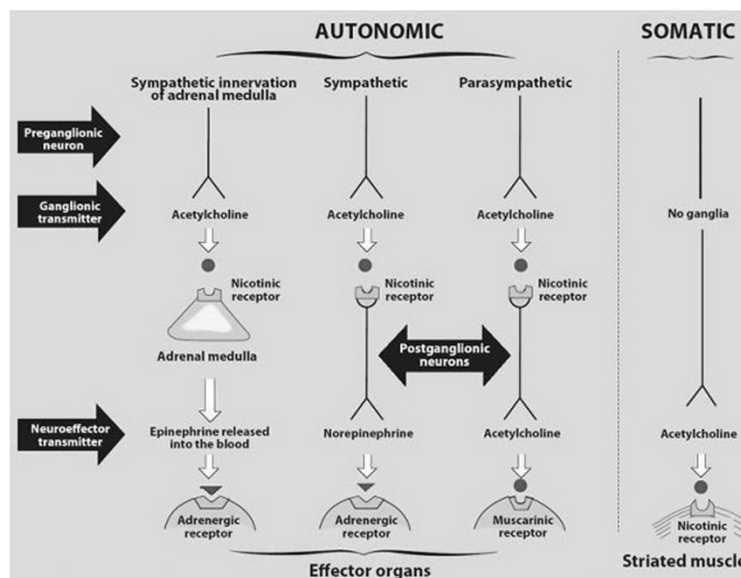 AUTONOMIC
SOMATIC
Sympathetic innervation
of adrenal medulla
Sympathetic
Parasympathetic
Preganglionic
neuron
Ganglionic
transmitter
Acetylcholine
Acetylcholine
Acetylcholine
No ganglia
Nicotinic
receptor
Nicotinic
receptor
Nicotinic
receptor
Adrenal medulla
Postganglionic
neurons
Neuroeffector
transmitter
Epinephrine released
into the blood
Norepinephrine
Acetylcholine
Acetylcholine
Adrenergic
receptor
Adrenergic
receptor
Muscarinic
receptor
Nicotinic
receptor
Striated muscle
Effector organs